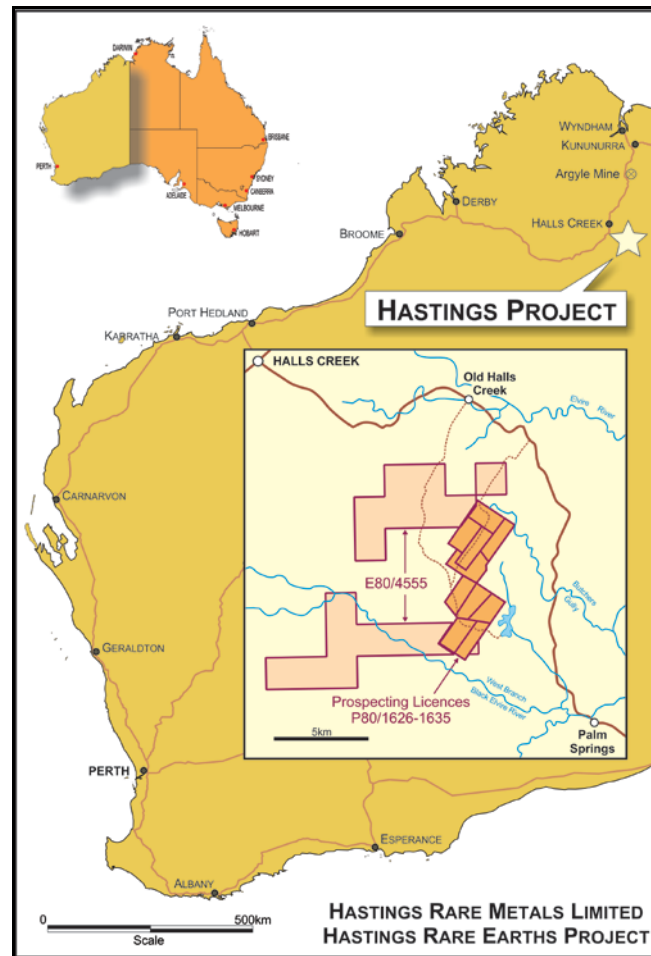 DARWIN
BRISBANE
PERTH
SYDNEY
CANBERRA
ADELAIDE
MELBOURNE
HOBART
WYNDHAM
KUNUNURRA
Argyle Mine
DERBY
HALLS CREEK
BROOME
HASTINGS PROJECT
PORT HEDLAND
KARRATHA
HALLS CREEK
Old Halls
Creek
Elvire River
CARNARVON
E80/4555
Butchers
Gully
GERALDTON
West Branch
Black Elvire River
Prospecting Licences
P80/1626-1635
5km
Palm
Springs
PERTH
ESPERANCE
ALBANY
0 500km
Scale
HASTINGS RARE METALS LIMITED
HASTINGS RARE EARTHS PROJECT